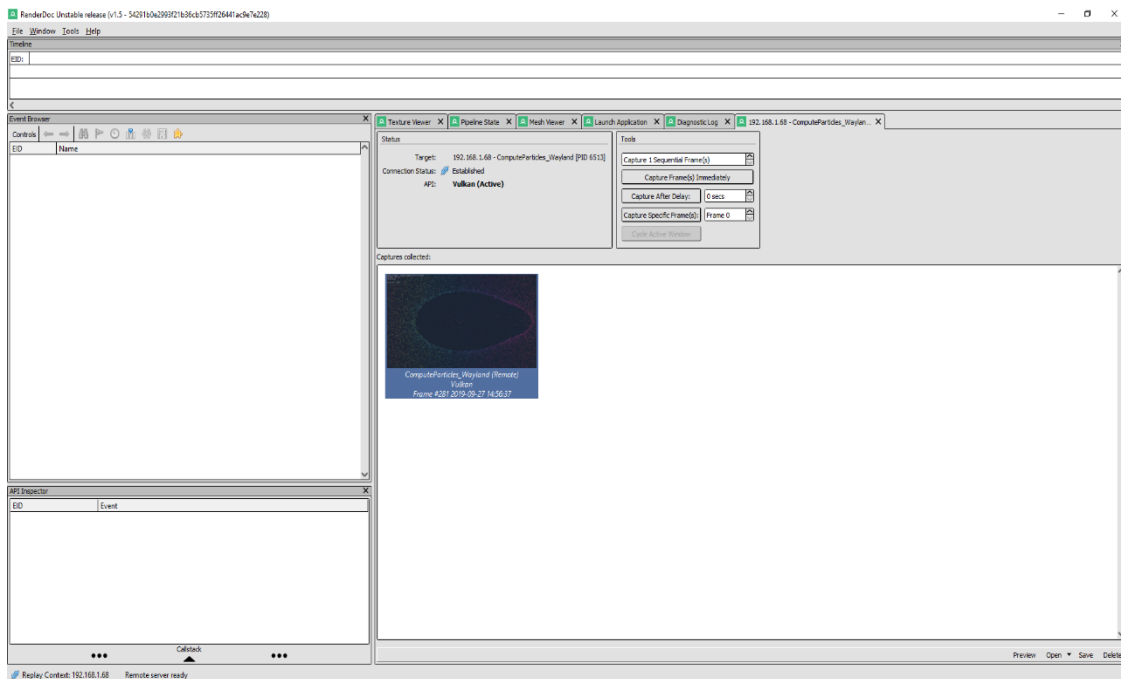 RenderDoc Unstable release (v1.5 - 54291b0e2993f21b36cb5735ff26441ac9e7e228)
File Window Tools Help
Timeline
EID:
Event Browser
Controls
EID Name
Texture Viewer Pipeline State Mesh Viewer Launch Application Diagnostic Log 192.168.1.68 - ComputeParticles_Waylan...
Status
Target: 192.168.1.68 - ComputeParticles_Wayland [PID 6513]
Connection Status: Established
API: Vulkan (Active)
Tools
Capture 1 Sequential Frame(s)
Capture Frame(s) Immediately
Capture After Delay: 0 secs
Capture Specific Frame(s): Frame 0
Cycle Active Window
Captures collected:
ComputeParticles_Wayland (Remote)
Vulkan
Frame #281 2019-09-27 14:56:37
API Inspector
EID Event
Callstack
Preview Open Save Delete
Replay Context: 192.168.1.68 Remote server ready